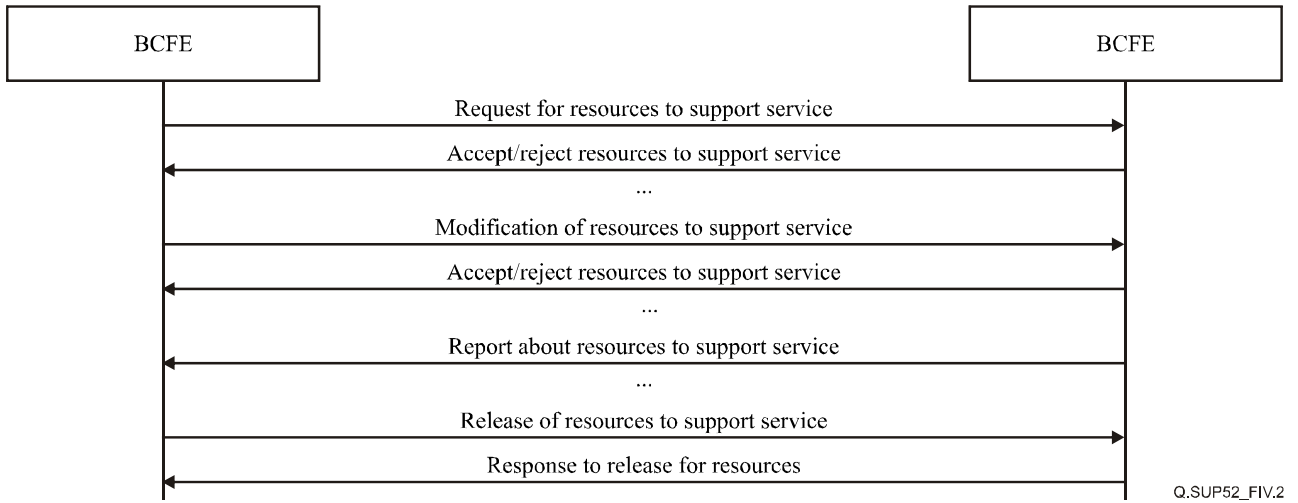 BCFE
BCFE
Request for resources to support service
Accept/reject resources to support service
...
Modification of resources to support service
Accept/reject resources to support service
...
Report about resources to support service
...
Release of resources to support service
Response to release for resources
Q.SUP52_FIV.2